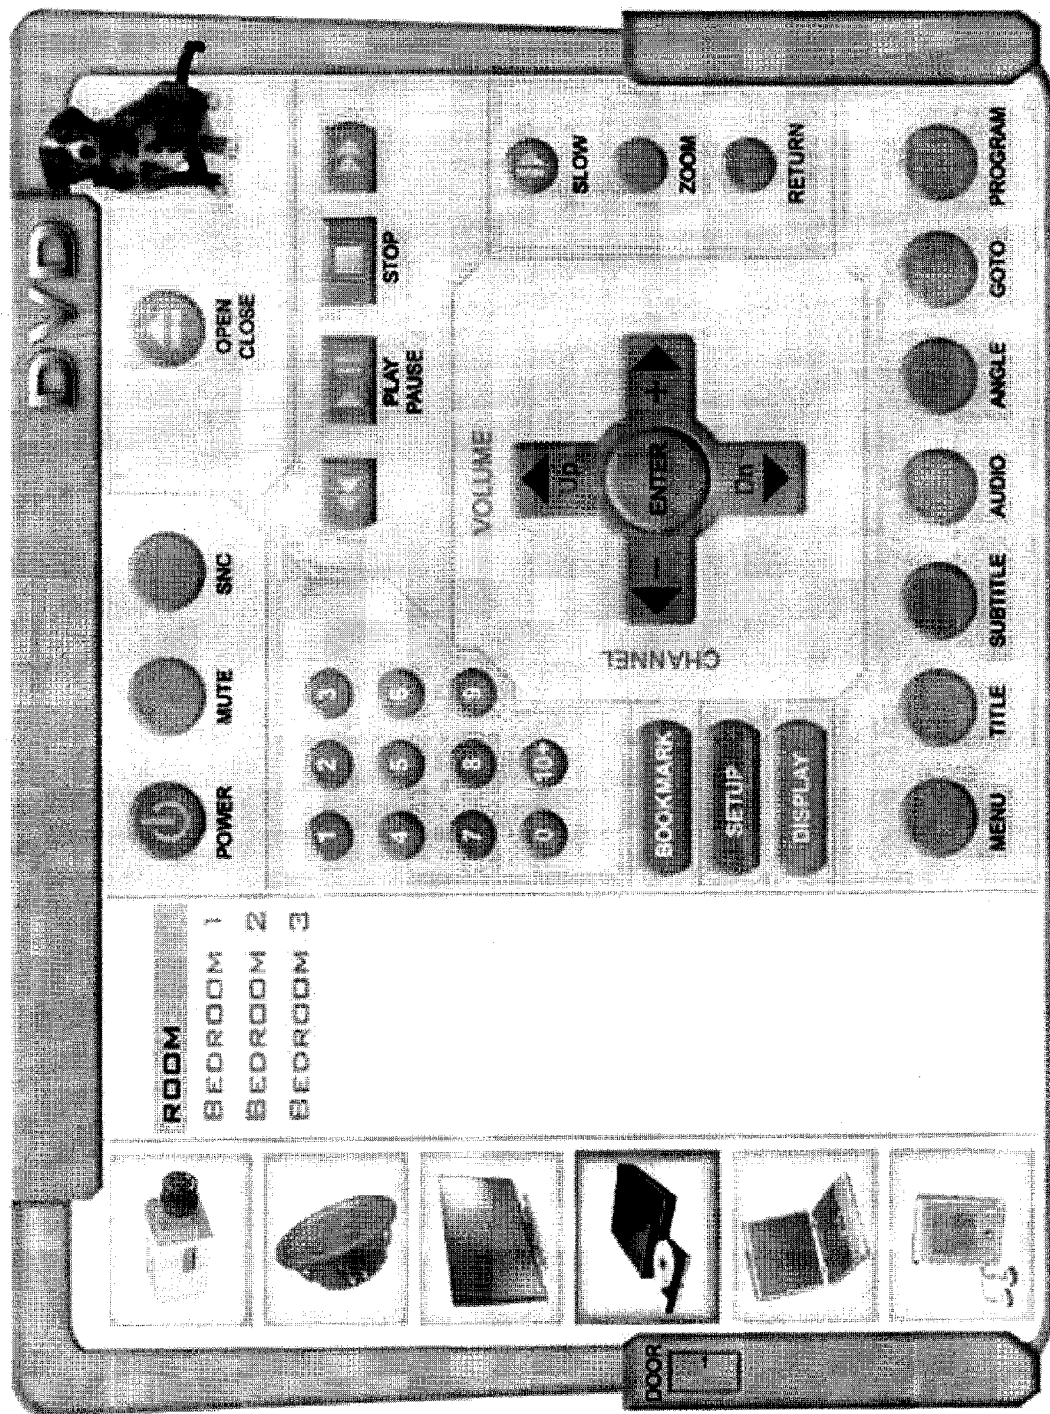 DVD
ROOM
BEDROOM 1
BEDROOM 2
BEDROOM 3
POWER
MUTE
SNC
OPEN
CLOSE
1 2 3
4 5 6
7 8 9
0 10+
PLAY
PAUSE
STOP
VOLUME
CHANNEL
Up
- ENTER +
Dn
SLOW
ZOOM
RETURN
BOOKMARK
SETUP
DISPLAY
MENU TITLE SUBTITLE AUDIO ANGLE GOTO PROGRAM
DOOR
1